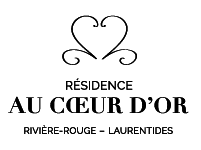 RÉSIDENCE
AU CŒUR D'OR
RIVIÈRE-ROUGE – LAURENTIDES